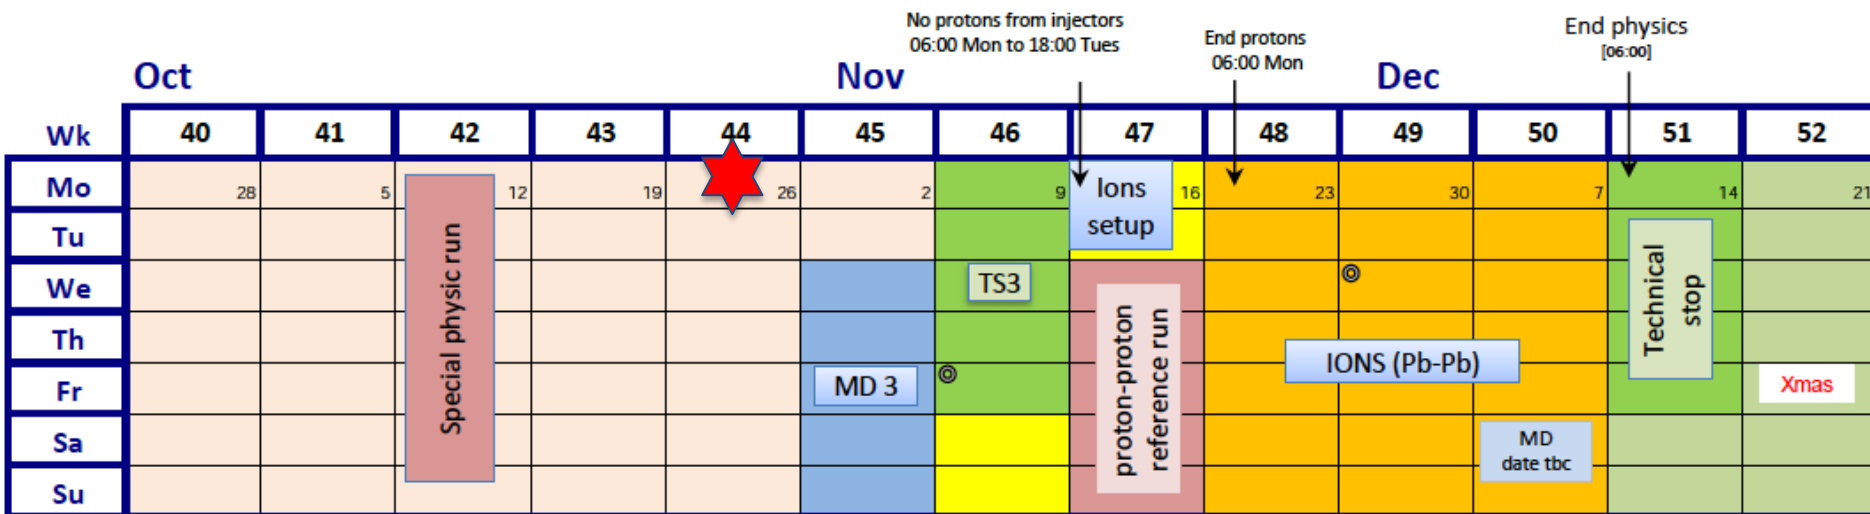 No protons from injectors
06:00 Mon to 18:00 Tues
End protons
06:00 Mon
End physics
[06:00]
Oct Nov Dec
Wk 40 41 42 43 44 45 46 47 48 49 50 51 52
Mo 28 5 12 19 26 2 9 16 23 30 7 14 21
Ions
setup
Tu
We
TS3
Th
Fr
MD 3
IONS (Pb-Pb)
Xmas
Sa
Su
Special physic run
proton-proton
reference run
Technical
stop
MD
date tbc